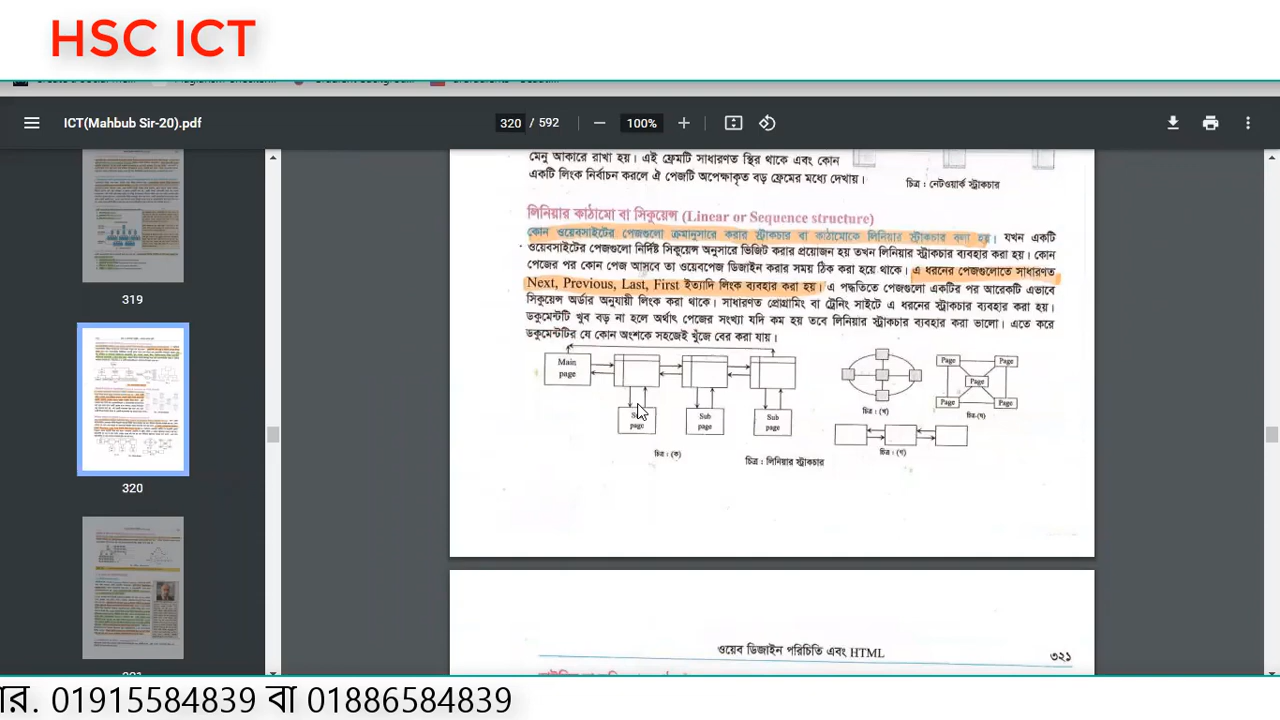 HSC ICT
ICT(Mahbub Sir-20).pdf
320 / 592
100%
মেনু আকারে রাখা হয়। এই ফ্রেমটি সাধারণত স্থির থাকে এবং কোন
একটি লিংক নির্বাচন করলে ঐ পেজটি অপেক্ষাকৃত বড় ফ্রেমের মধ্যে দেখায়।
চিত্র : নেটওয়ার্ক স্ট্রাকচার
লিনিয়ার কাঠামো বা সিকুয়েন্স (Linear or Sequence structure)
কোন ওয়েবসাইটের পেজগুলো ক্রমানুসারে করার স্ট্রাকচার বা কাঠামোকে লিনিয়ার স্ট্রাকচার বলা হয়। যখন একটি
ওয়েবসাইটের পেজগুলো নির্দিষ্ট সিকুয়েন্স অনুসারে ভিজিট করার প্রয়োজন হয় তখন লিনিয়ার স্ট্রাকচার ব্যবহার করা হয়। কোন
পেজের পর কোন পেজ আসবে তা ওয়েবপেজ ডিজাইন করার সময় ঠিক করা হয়ে থাকে। এ ধরনের পেজগুলোতে সাধারণত
Next, Previous, Last, First ইত্যাদি লিংক ব্যবহার করা হয়। এ পদ্ধতিতে পেজগুলো একটির পর আরেকটি এভাবে
সিকুয়েন্স অর্ডার অনুযায়ী লিংক করা থাকে। সাধারণত প্রোগ্রামিং বা ট্রেনিং সাইটে এ ধরনের স্ট্রাকচার ব্যবহার করা হয়।
ডকুমেন্টটি খুব বড় না হলে অর্থাৎ পেজের সংখ্যা যদি কম হয় তবে লিনিয়ার স্ট্রাকচার ব্যবহার করা ভালো। এতে করে
ডকুমেন্টটির যে কোন অংশকে সহজেই খুঁজে বের করা যায়।
Main
page
Sub
page
Sub
page
page
Page
Page
Page
Page
Page
চিত্র : (খ)
চিত্র-(ঘ)
চিত্র : (ক)
চিত্র : লিনিয়ার স্ট্রাকচার
চিত্র : (গ)
319
320
ওয়েব ডিজাইন পরিচিতি এবং HTML
৩২১
ার. 01915584839 বা 01886584839